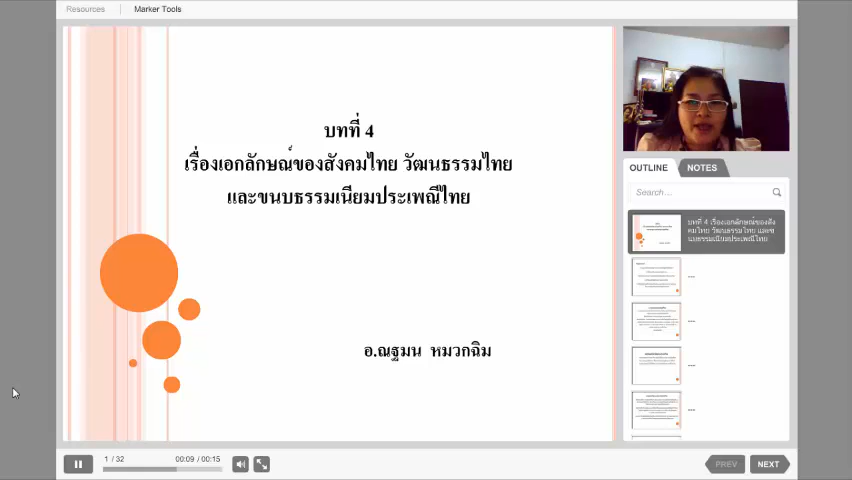 Resources
Marker Tools
บทที่ 4
เรื่องเอกลักษณ์ของสังคมไทย วัฒนธรรมไทย
และขนบธรรมเนียมประเพณีไทย
อ.ณฐมน หมวกฉิม
OUTLINE
NOTES
Search...
บทที่ 4 เรื่องเอกลักษณ์ของสัง
คมไทย วัฒนธรรมไทย และข
นบธรรมเนียมประเพณีไทย
...
...
...
...
1 / 32
00:09 / 00:15
PREV
NEXT